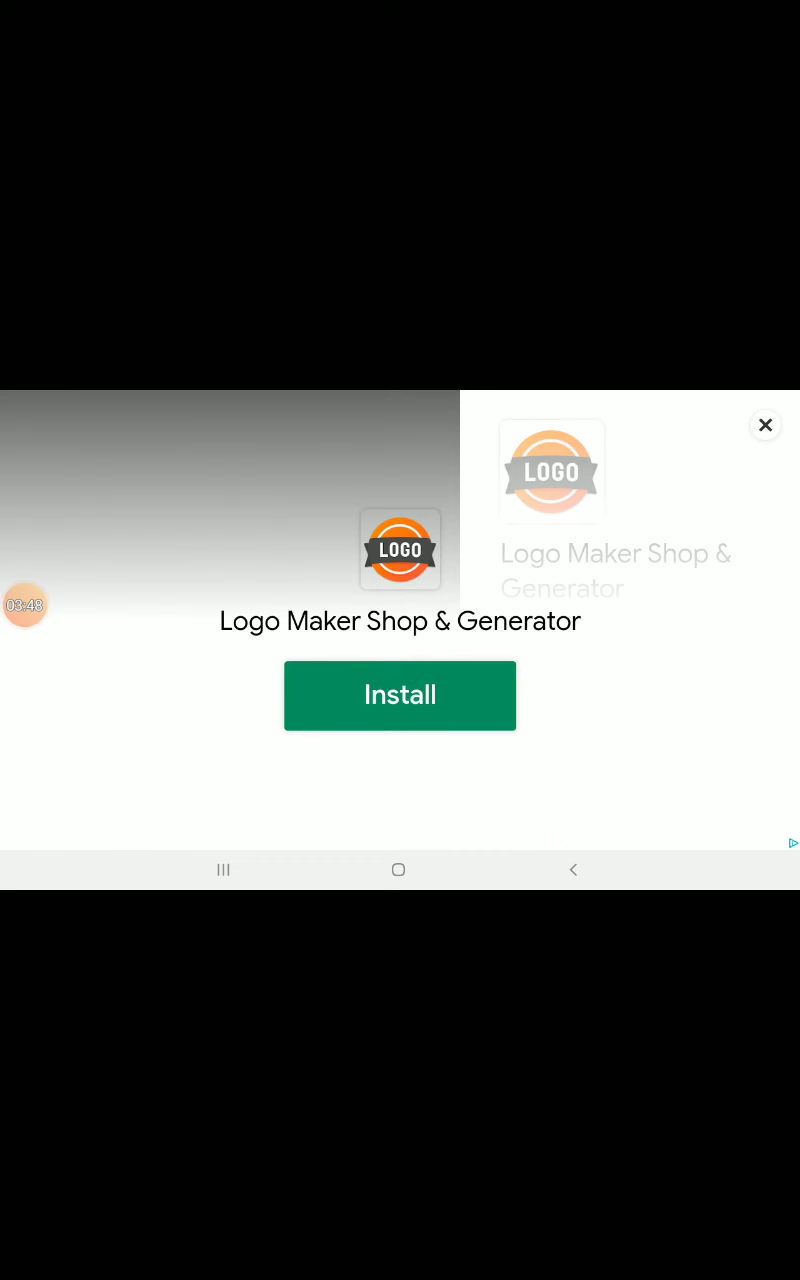 LOGO
Logo Maker Shop &
Generator
LOGO
03:48
Logo Maker Shop & Generator
Install